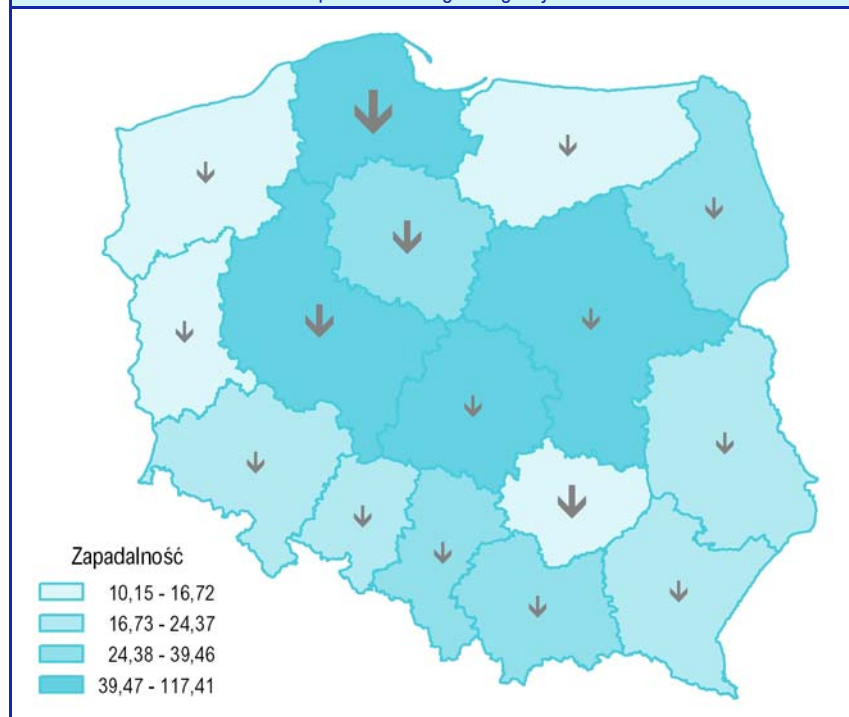 Zapadalność
10,15 - 16,72
16,73 - 24,37
24,38 - 39,46
39,47 - 117,41